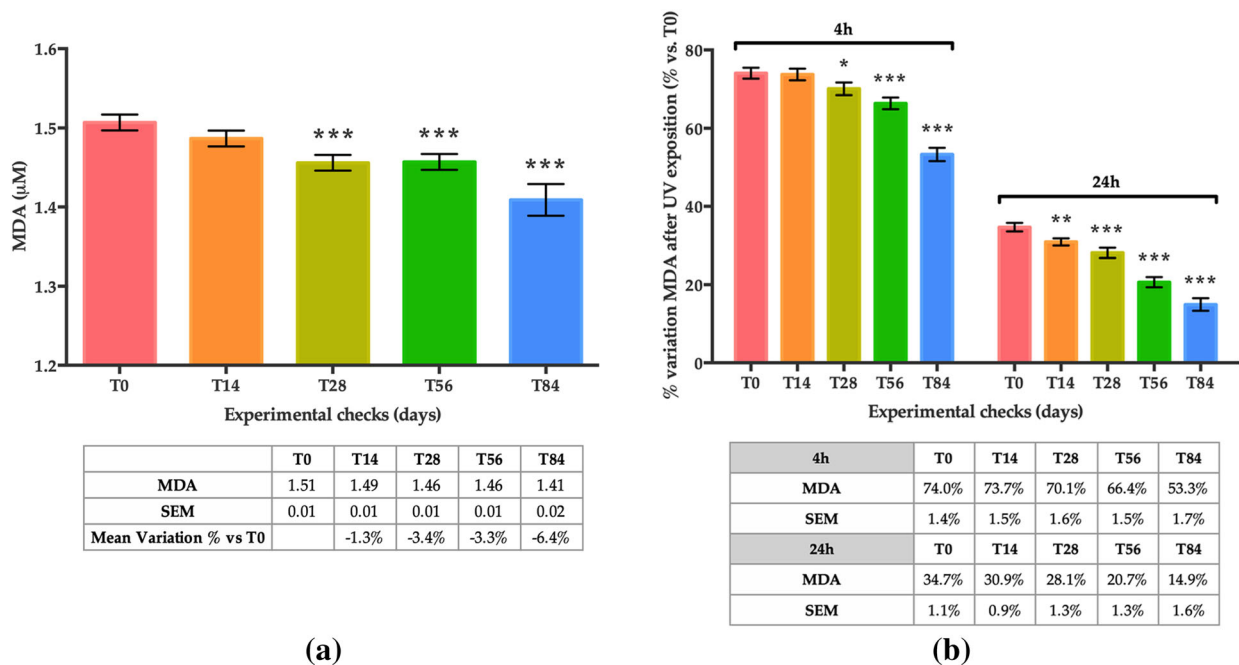 1.6
1.5
1.4
1.3
1.2
MDA (μM)
***
***
***
T0 T14 T28 T56 T84
Experimental checks (days)
T0 T14 T28 T56 T84
MDA 1.51 1.49 1.46 1.46 1.41
SEM 0.01 0.01 0.01 0.01 0.02
Mean Variation % vs T0 -1.3% -3.4% -3.3% -6.4%
(a)
% variation MDA after UV exposition (% vs. T0)
80
60
40
20
0
4h
*
***
***
24h
**
***
***
***
T0 T14 T28 T56 T84 T0 T14 T28 T56 T84
Experimental checks (days)
4h T0 T14 T28 T56 T84
MDA 74.0% 73.7% 70.1% 66.4% 53.3%
SEM 1.4% 1.5% 1.6% 1.5% 1.7%
24h T0 T14 T28 T56 T84
MDA 34.7% 30.9% 28.1% 20.7% 14.9%
SEM 1.1% 0.9% 1.3% 1.3% 1.6%
(b)